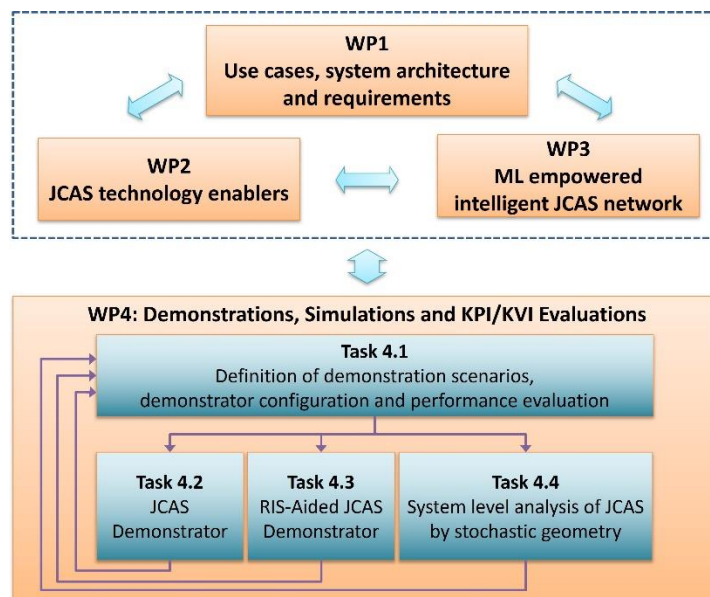 WP1
Use cases, system architecture
and requirements
WP2
JCAS technology enablers
WP3
ML empowered
intelligent JCAS network
WP4: Demonstrations, Simulations and KPI/KVI Evaluations
Task 4.1
Definition of demonstration scenarios,
demonstrator configuration and performance evaluation
Task 4.2
JCAS
Demonstrator
Task 4.3
RIS-Aided JCAS
Demonstrator
Task 4.4
System level analysis of JCAS
by stochastic geometry